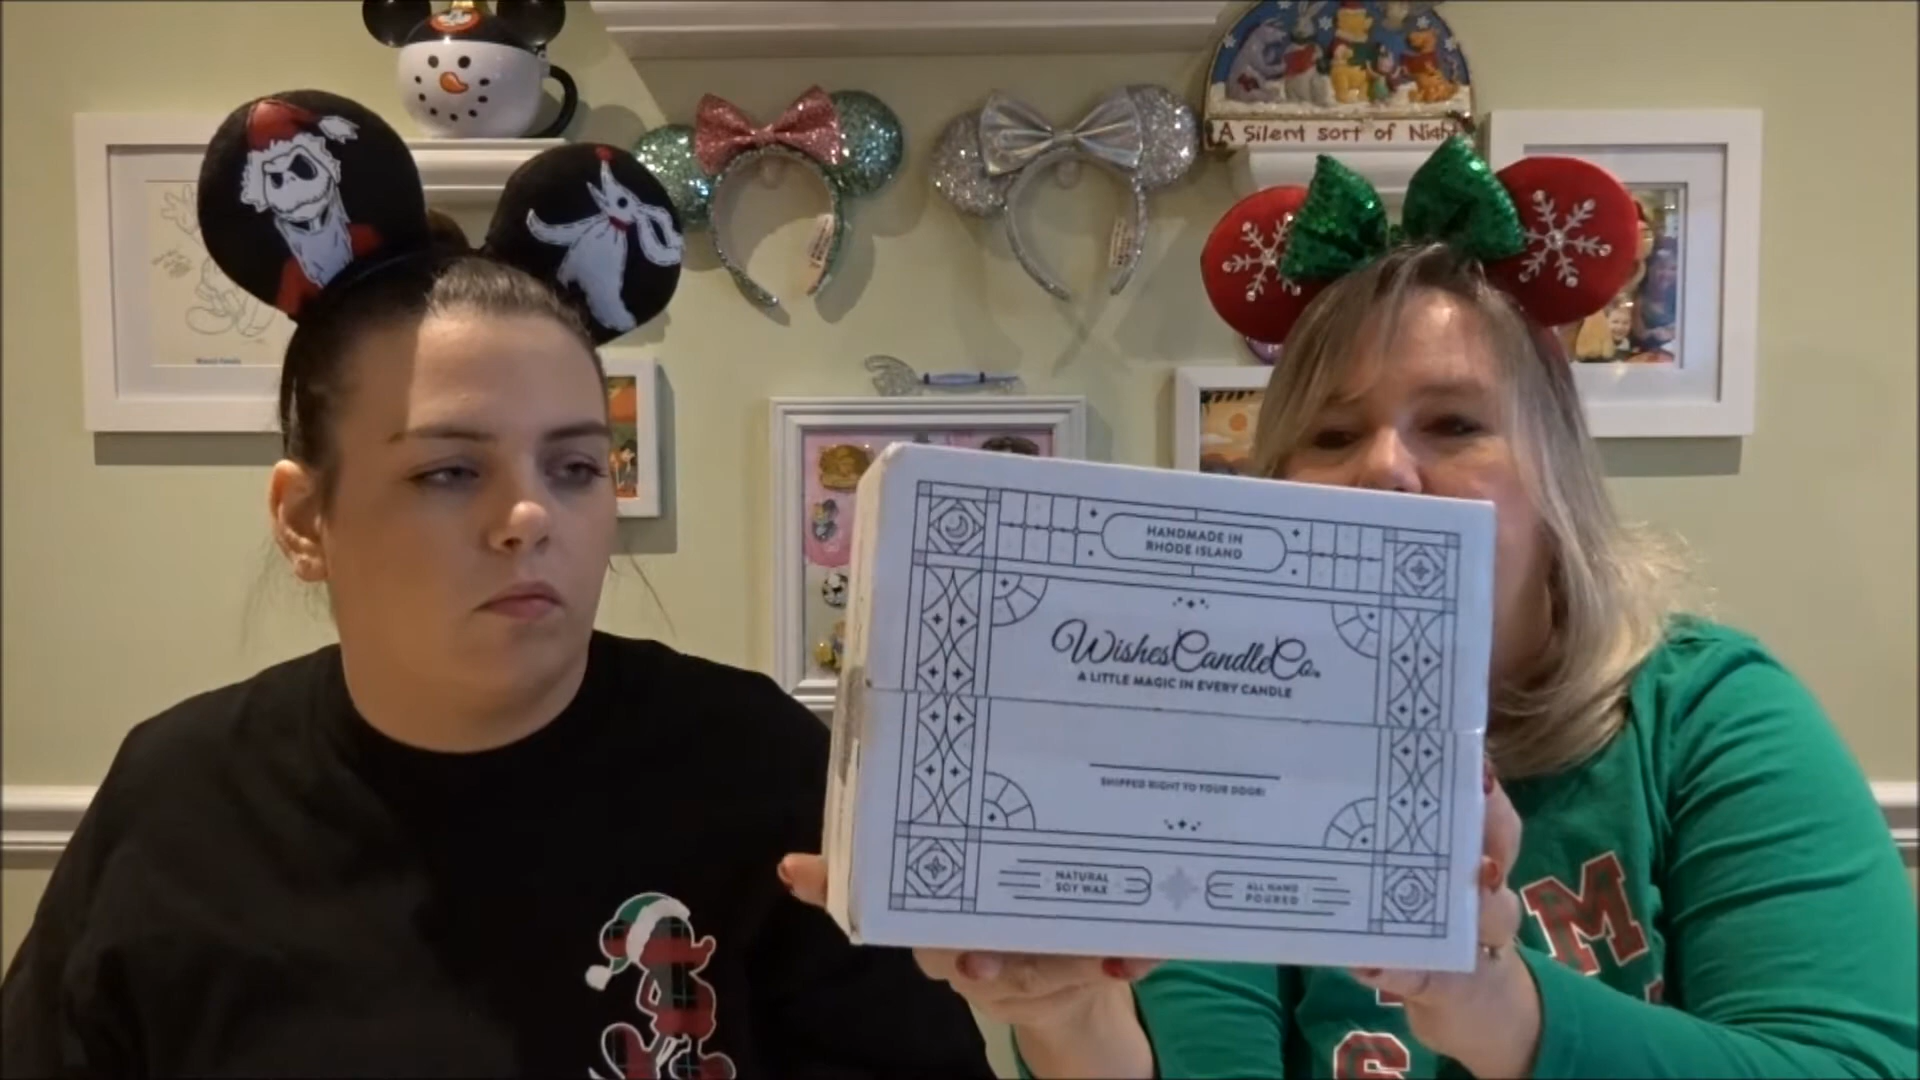 A Silent sort of Night
HANDMADE IN
RHODE ISLAND
WishesCandleCo.
A LITTLE MAGIC IN EVERY CANDLE
SHIPPED RIGHT TO YOUR DOOR!
NATURAL
SOY WAX
ALL HAND
POURED
M
S